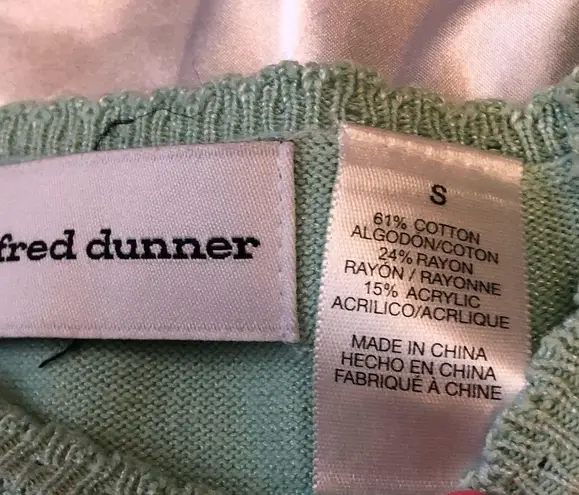 fred dunner
S
61% COTTON
ALGODÓN/COTON
24% RAYON
RAYÓN / RAYONNE
15% ACRYLIC
ACRILICO/ACRLIQUE
MADE IN CHINA
HECHO EN CHINA
FABRIQUÉ À CHINE